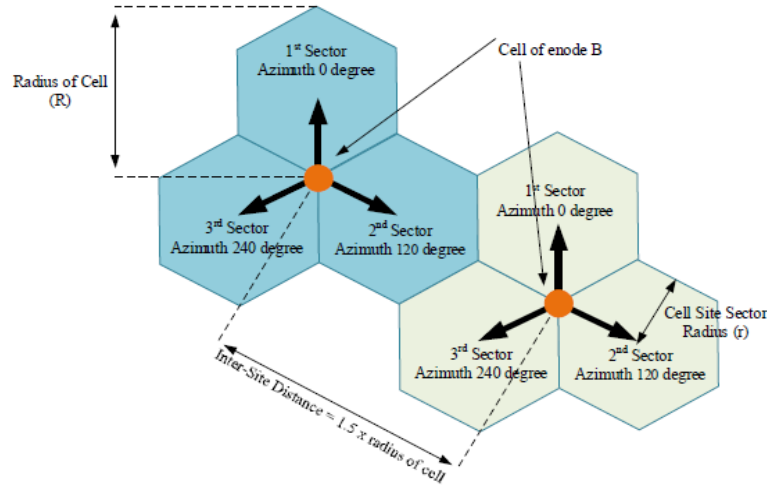 1st Sector
Azimuth 0 degree
Cell of enode B
Radius of Cell
(R)
1st Sector
Azimuth 0 degree
3rd Sector
Azimuth 240 degree
2nd Sector
Azimuth 120 degree
Cell Site Sector
Radius (r)
3rd Sector
Azimuth 240 degree
2nd Sector
Azimuth 120 degree
Inter-Site Distance = 1.5 x radius of cell